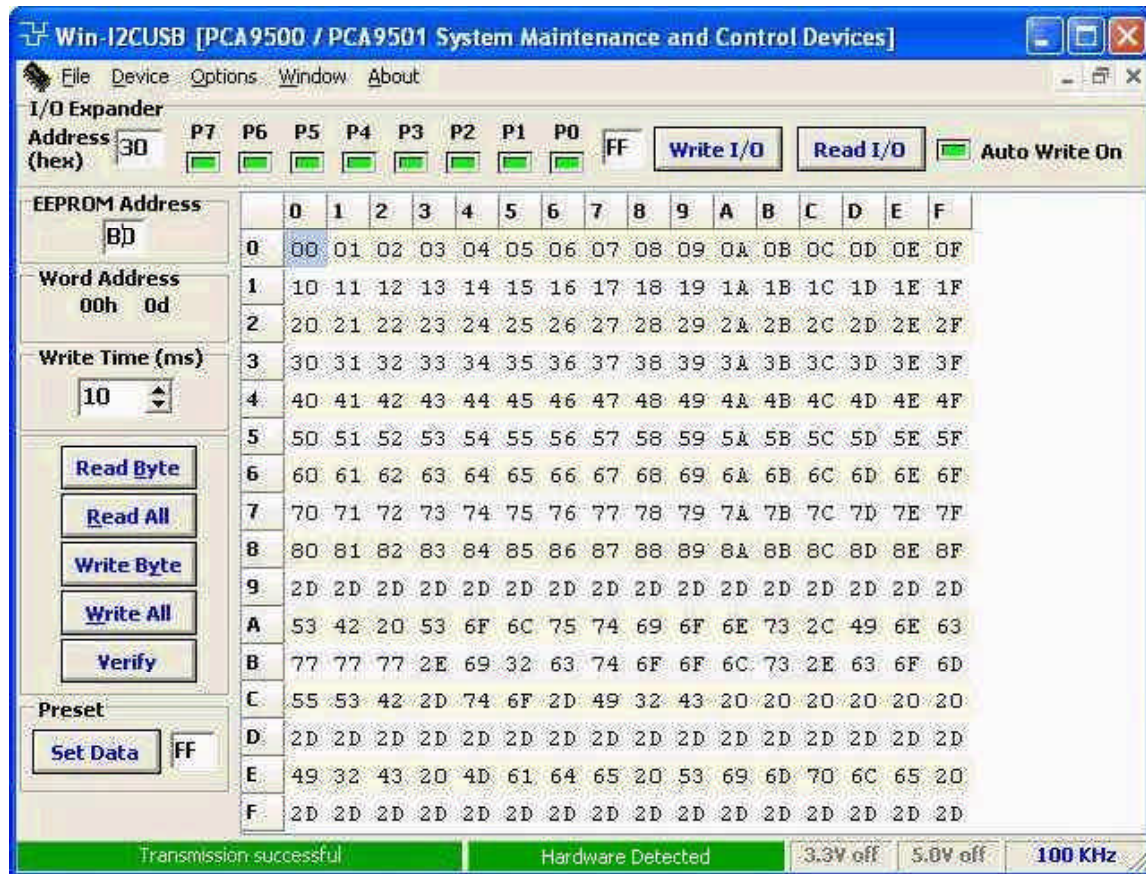 Win-I2CUSB [PCA9500 / PCA9501 System Maintenance and Control Devices]
File Device Options Window About
I/O Expander
Address (hex) 30 P7 P6 P5 P4 P3 P2 P1 P0 FF Write I/O Read I/O Auto Write On
EEPROM Address
B0
Word Address
00h 0d
Write Time (ms)
10
Read Byte
Read All
Write Byte
Write All
Verify
Preset
Set Data FF
0 1 2 3 4 5 6 7 8 9 A B C D E F
0 00 01 02 03 04 05 06 07 08 09 0A 0B 0C 0D 0E 0F
1 10 11 12 13 14 15 16 17 18 19 1A 1B 1C 1D 1E 1F
2 20 21 22 23 24 25 26 27 28 29 2A 2B 2C 2D 2E 2F
3 30 31 32 33 34 35 36 37 38 39 3A 3B 3C 3D 3E 3F
4 40 41 42 43 44 45 46 47 48 49 4A 4B 4C 4D 4E 4F
5 50 51 52 53 54 55 56 57 58 59 5A 5B 5C 5D 5E 5F
6 60 61 62 63 64 65 66 67 68 69 6A 6B 6C 6D 6E 6F
7 70 71 72 73 74 75 76 77 78 79 7A 7B 7C 7D 7E 7F
8 80 81 82 83 84 85 86 87 88 89 8A 8B 8C 8D 8E 8F
9 2D 2D 2D 2D 2D 2D 2D 2D 2D 2D 2D 2D 2D 2D 2D 2D
A 53 42 20 53 6F 6C 75 74 69 6F 6E 73 2C 49 6E 63
B 77 77 77 2E 69 32 63 74 6F 6F 6C 73 2E 63 6F 6D
C 55 53 42 2D 74 6F 2D 49 32 43 20 20 20 20 20 20
D 2D 2D 2D 2D 2D 2D 2D 2D 2D 2D 2D 2D 2D 2D 2D 2D
E 49 32 43 20 4D 61 64 65 20 53 69 6D 70 6C 65 20
F 2D 2D 2D 2D 2D 2D 2D 2D 2D 2D 2D 2D 2D 2D 2D 2D
Transmission successful Hardware Detected 3.3V off 5.0V off 100 KHz